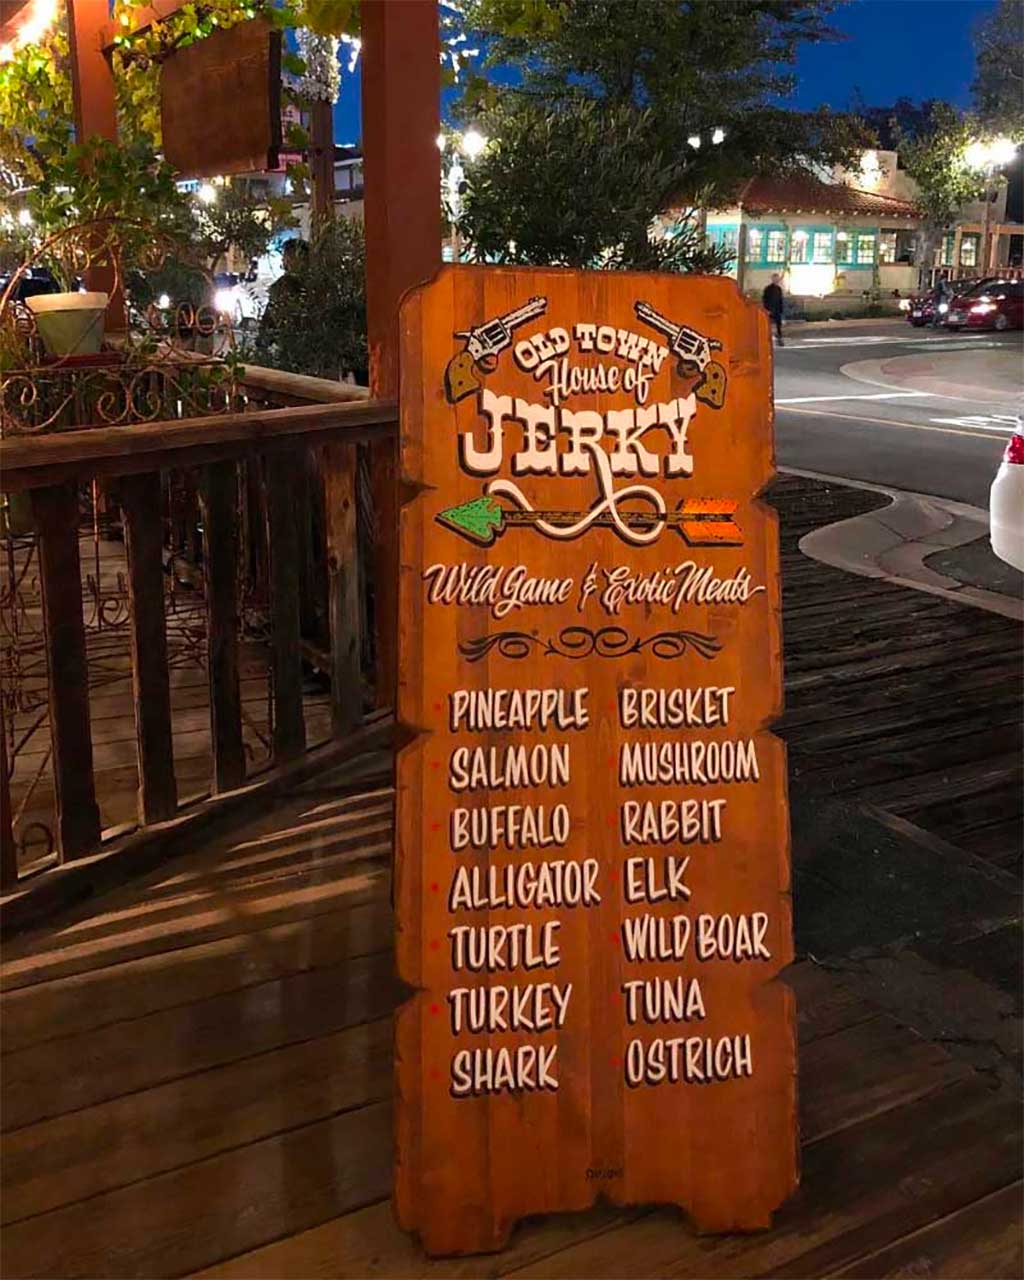 OLD TOWN
House of
JERKY
Wild Game & Exotic Meats
PINEAPPLE
SALMON
BUFFALO
ALLIGATOR
TURTLE
TURKEY
SHARK
BRISKET
MUSHROOM
RABBIT
ELK
WILD BOAR
TUNA
OSTRICH